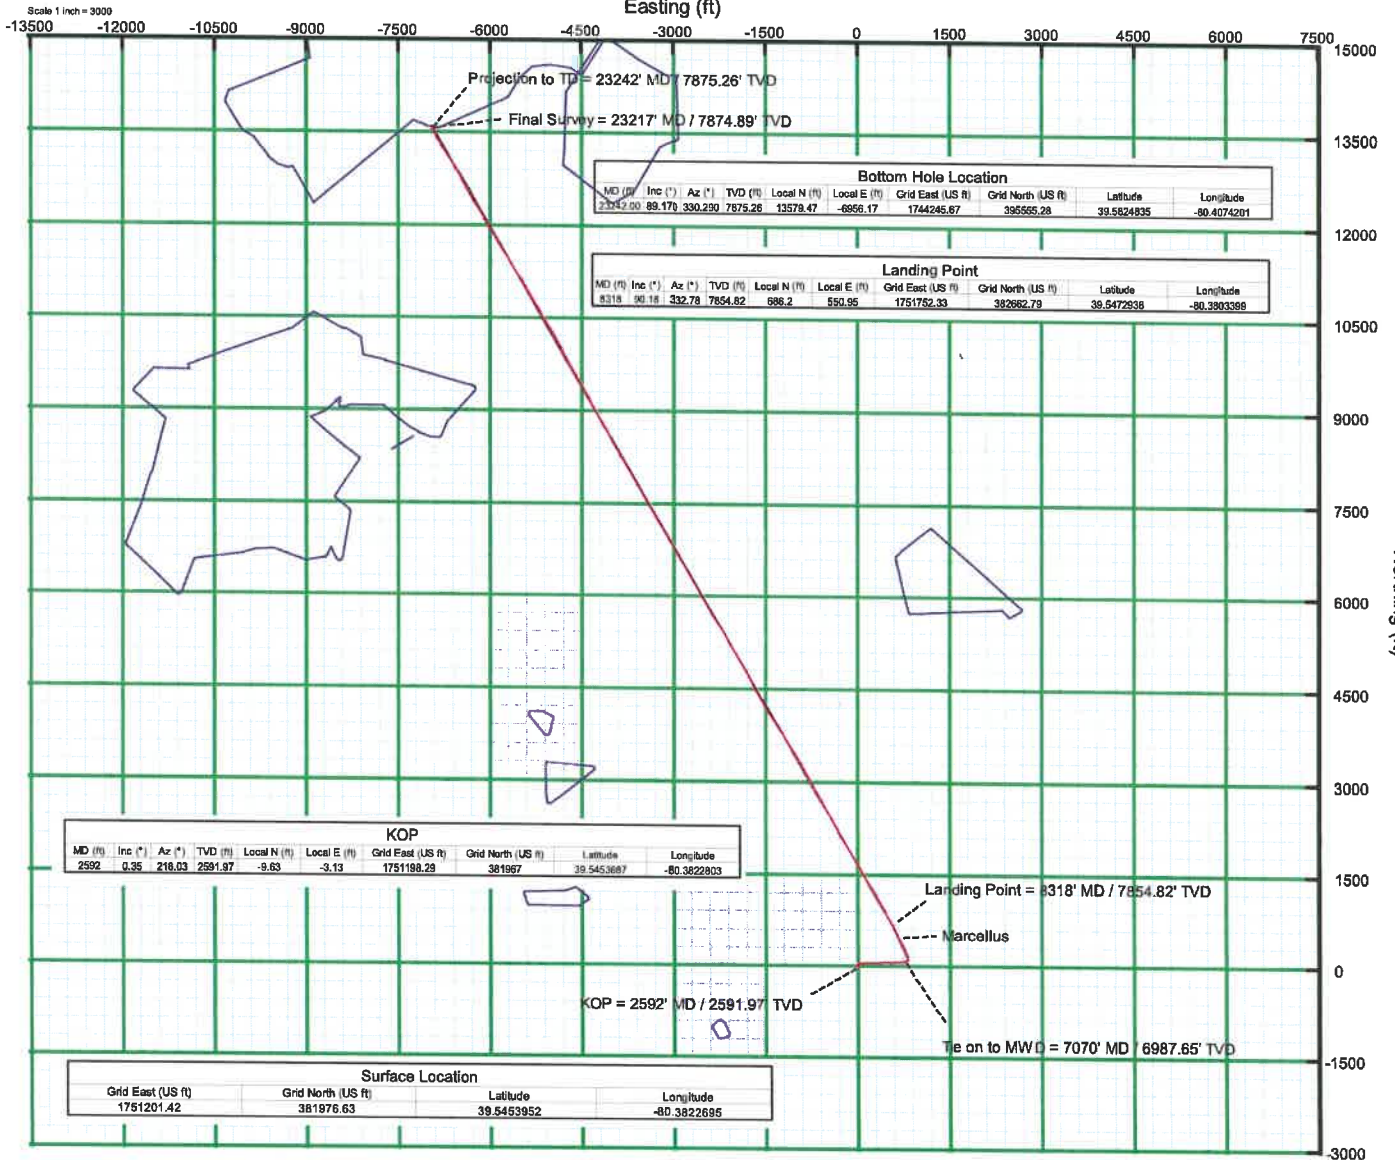 Easting (ft)
Scale 1 inch = 3000
-13500 -12000 -10500 -9000 -7500 -6000 -4500 -3000 -1500 0 1500 3000 4500 6000 7500
15000
Projection to TD = 23242' MD / 7875.26' TVD
Final Survey = 23217' MD / 7874.89' TVD
13500
Bottom Hole Location
MD (ft) Inc (°) Az (°) TVD (ft) Local N (ft) Local E (ft) Grid East (US ft) Grid North (US ft) Latitude Longitude
23242.00 89.170 330.290 7875.26 13579.47 -6956.17 1744245.67 395555.28 39.5824835 -80.4074201
12000
Landing Point
MD (ft) Inc (°) Az (°) TVD (ft) Local N (ft) Local E (ft) Grid East (US ft) Grid North (US ft) Latitude Longitude
8318 90.18 332.78 7854.82 686.2 550.95 1751752.33 382662.79 39.5472938 -80.3803399
10500
9000
7500
6000
4500
3000
KOP
MD (ft) Inc (°) Az (°) TVD (ft) Local N (ft) Local E (ft) Grid East (US ft) Grid North (US ft) Latitude Longitude
2592 0.35 216.03 2591.97 -9.63 -3.13 1751198.29 381967 39.5453687 -80.3822803
1500
Landing Point = 8318' MD / 7854.82' TVD
Marcellus
0
KOP = 2592' MD / 2591.97' TVD
Tie on to MWD = 7070' MD / 6987.65' TVD
-1500
Surface Location
Grid East (US ft) Grid North (US ft) Latitude Longitude
1751201.42 381976.63 39.5453952 -80.3822695
-3000